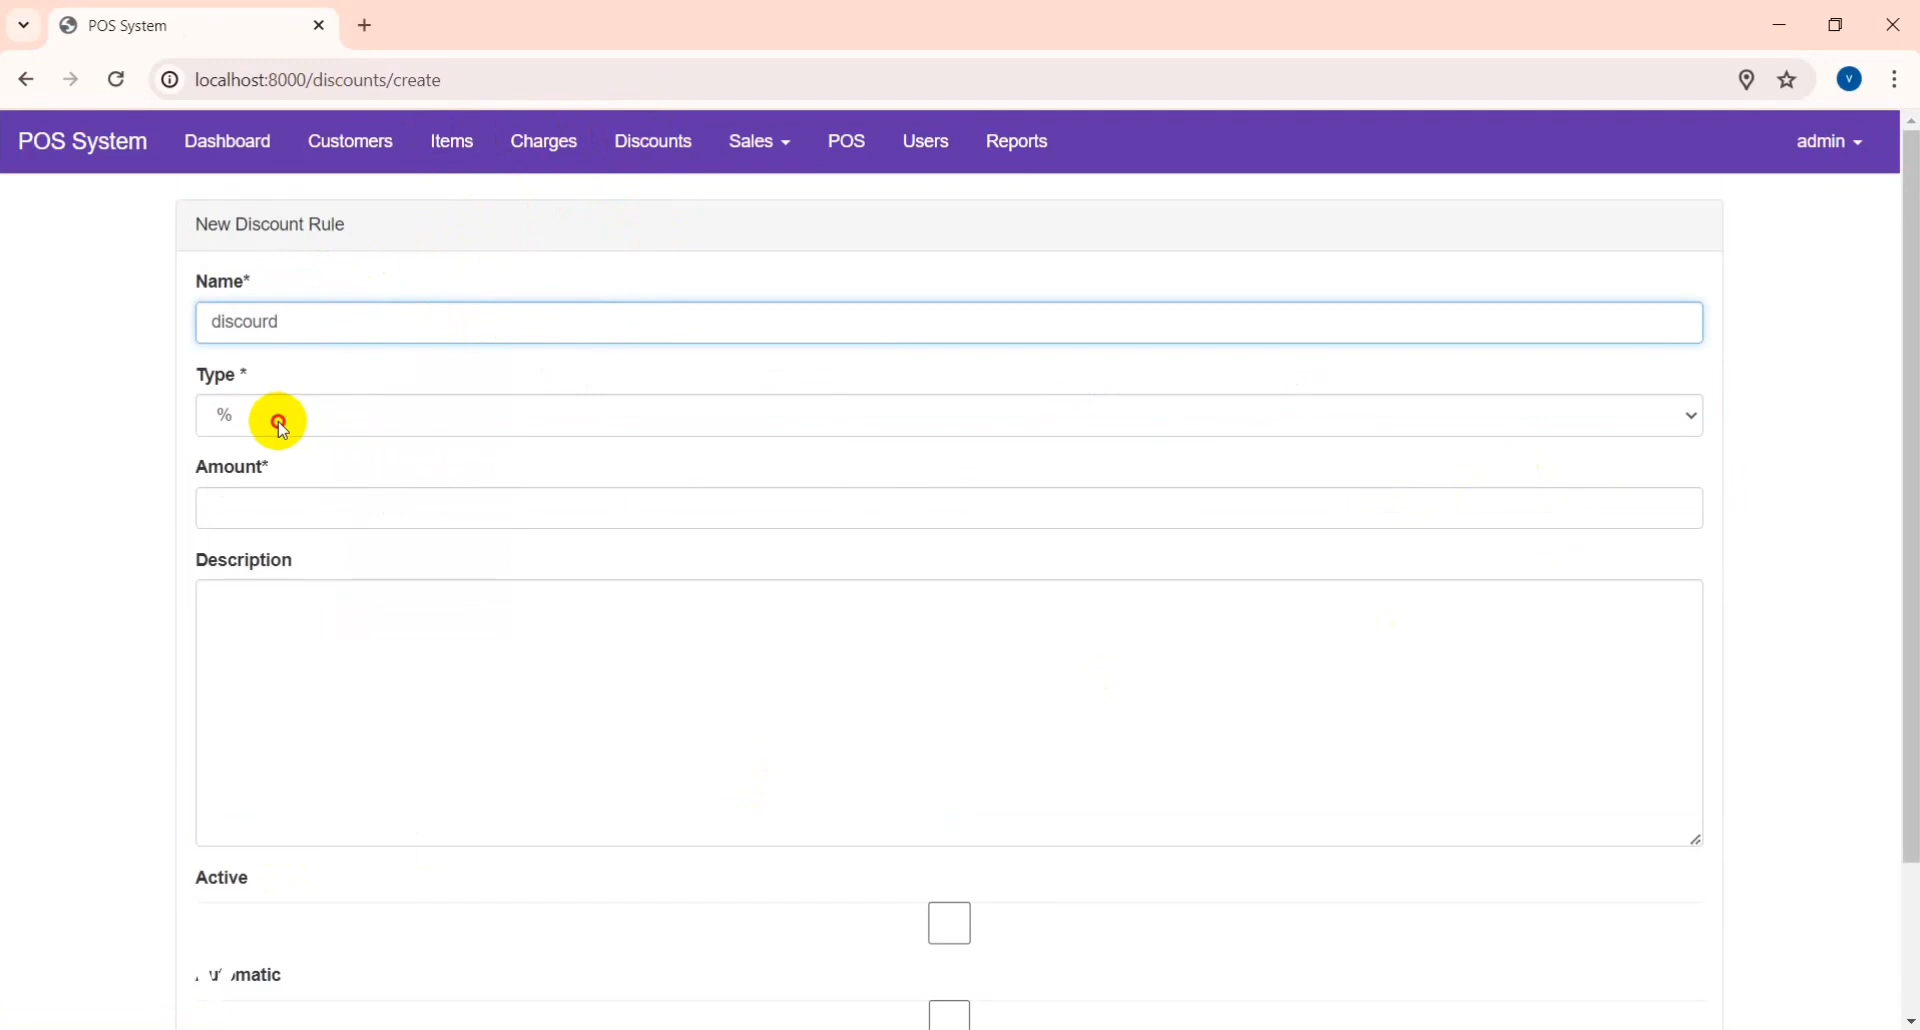 POS System
localhost:8000/discounts/create
V
POS System Dashboard Customers Items Charges Discounts Sales POS Users Reports admin
New Discount Rule
Name*
discourd
Type *
%
Amount*
Description
Active